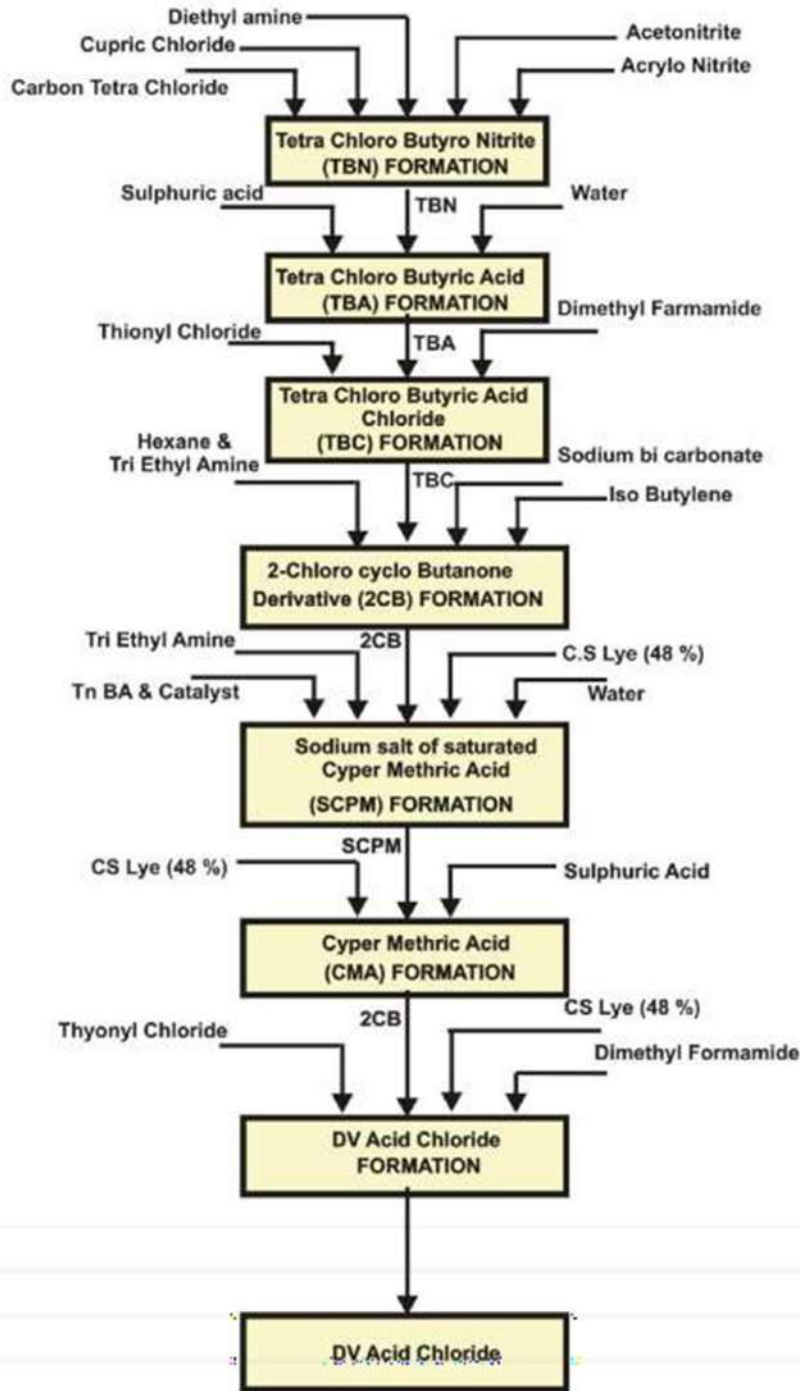 Diethyl amine
Cupric Chloride
Acetonitrite
Carbon Tetra Chloride
Acrylo Nitrite
Tetra Chloro Butyro Nitrite
(TBN) FORMATION
Sulphuric acid
TBN
Water
Tetra Chloro Butyric Acid
(TBA) FORMATION
Dimethyl Farmamide
Thionyl Chloride
TBA
Tetra Chloro Butyric Acid
Chloride
(TBC) FORMATION
Hexane &
Tri Ethyl Amine
TBC
Sodium bi carbonate
Iso Butylene
2-Chloro cyclo Butanone
Derivative (2CB) FORMATION
Tri Ethyl Amine
2CB
C.S Lye (48 %)
Tn BA & Catalyst
Water
Sodium salt of saturated
Cyper Methric Acid
(SCPM) FORMATION
SCPM
CS Lye (48 %)
Sulphuric Acid
Cyper Methric Acid
(CMA) FORMATION
2CB
CS Lye (48 %)
Thyonyl Chloride
Dimethyl Formamide
DV Acid Chloride
FORMATION
DV Acid Chloride